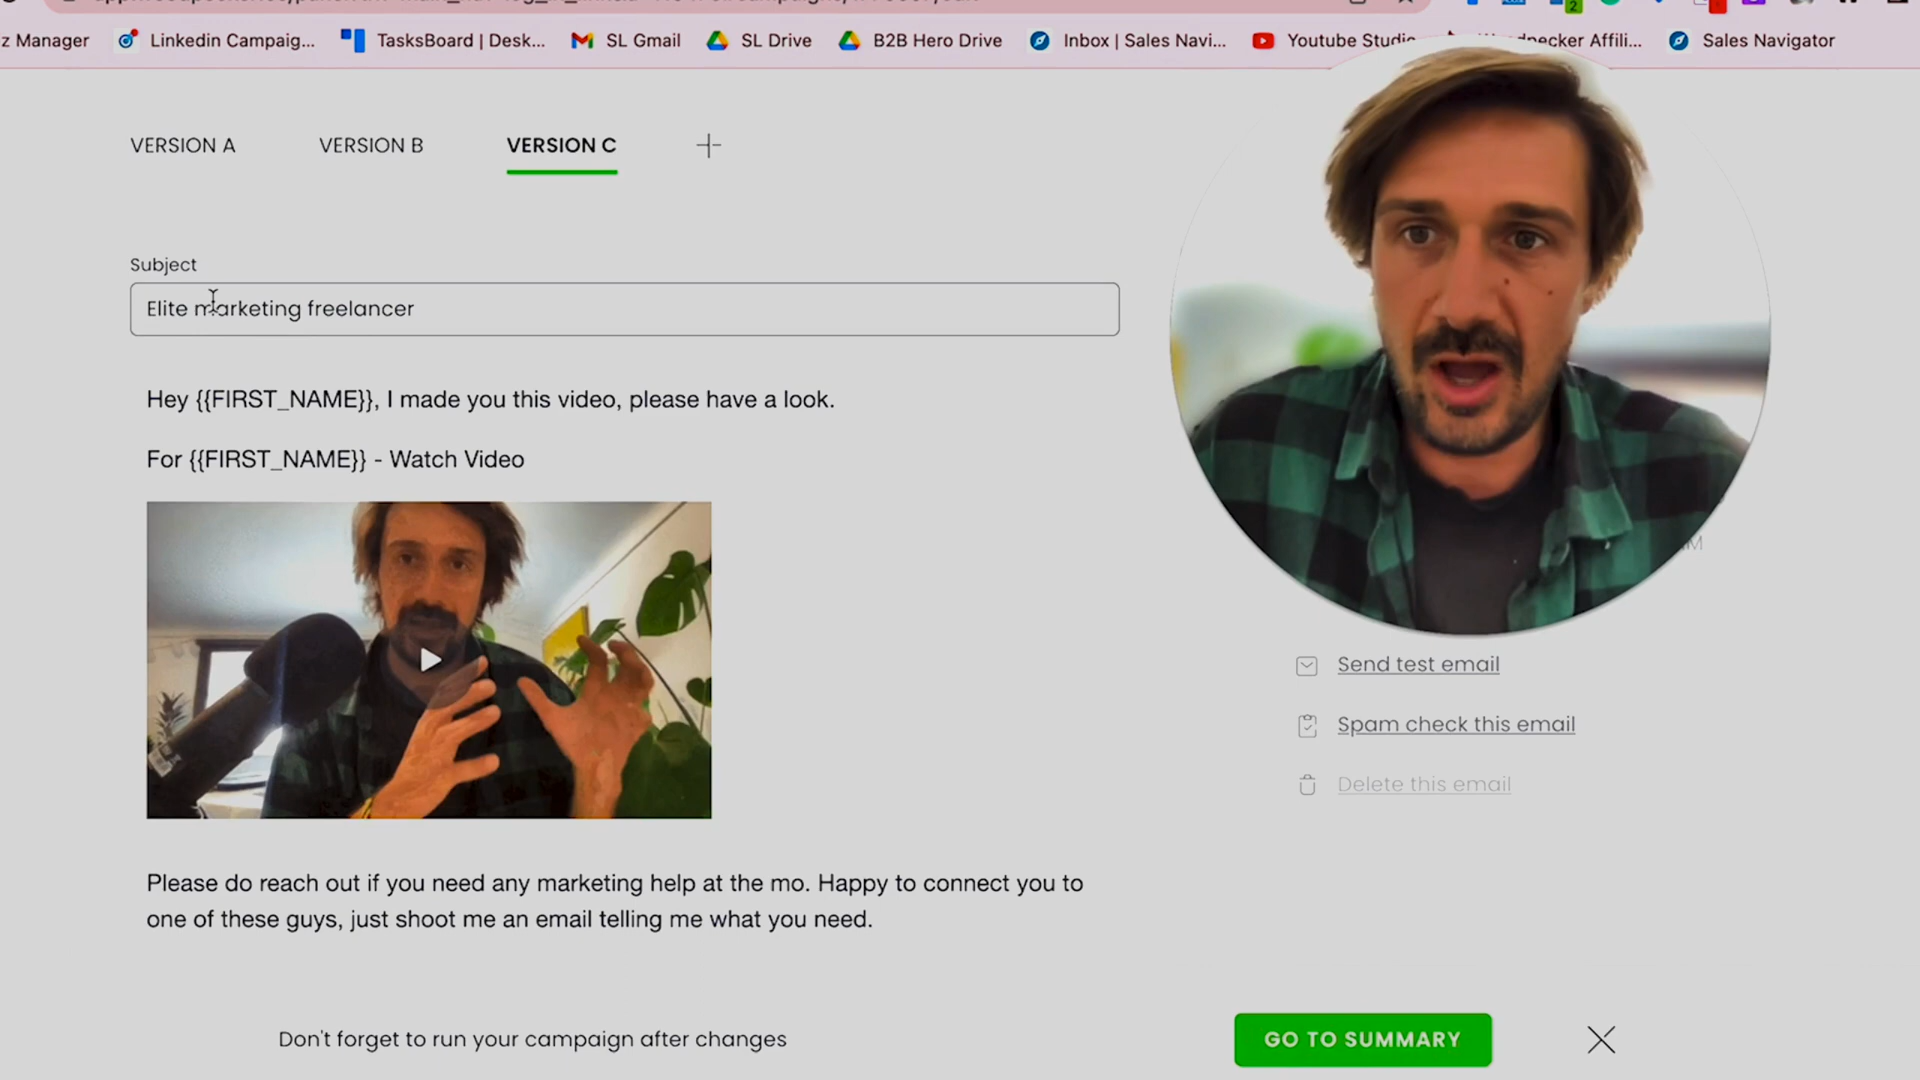 z Manager
Linkedin Campaig...
TasksBoard | Desk...
SL Gmail
SL Drive
B2B Hero Drive
Inbox | Sales Navi...
Youtube Studio
Affili...
Sales Navigator
2
VERSION A
VERSION B
VERSION C
Subject
Elite marketing freelancer
Hey {{FIRST_NAME}}, I made you this video, please have a look.
For {{FIRST_NAME}} - Watch Video
Send test email
Spam check this email
Delete this email
Please do reach out if you need any marketing help at the mo. Happy to connect you to
one of these guys, just shoot me an email telling me what you need.
Don't forget to run your campaign after changes
GO TO SUMMARY